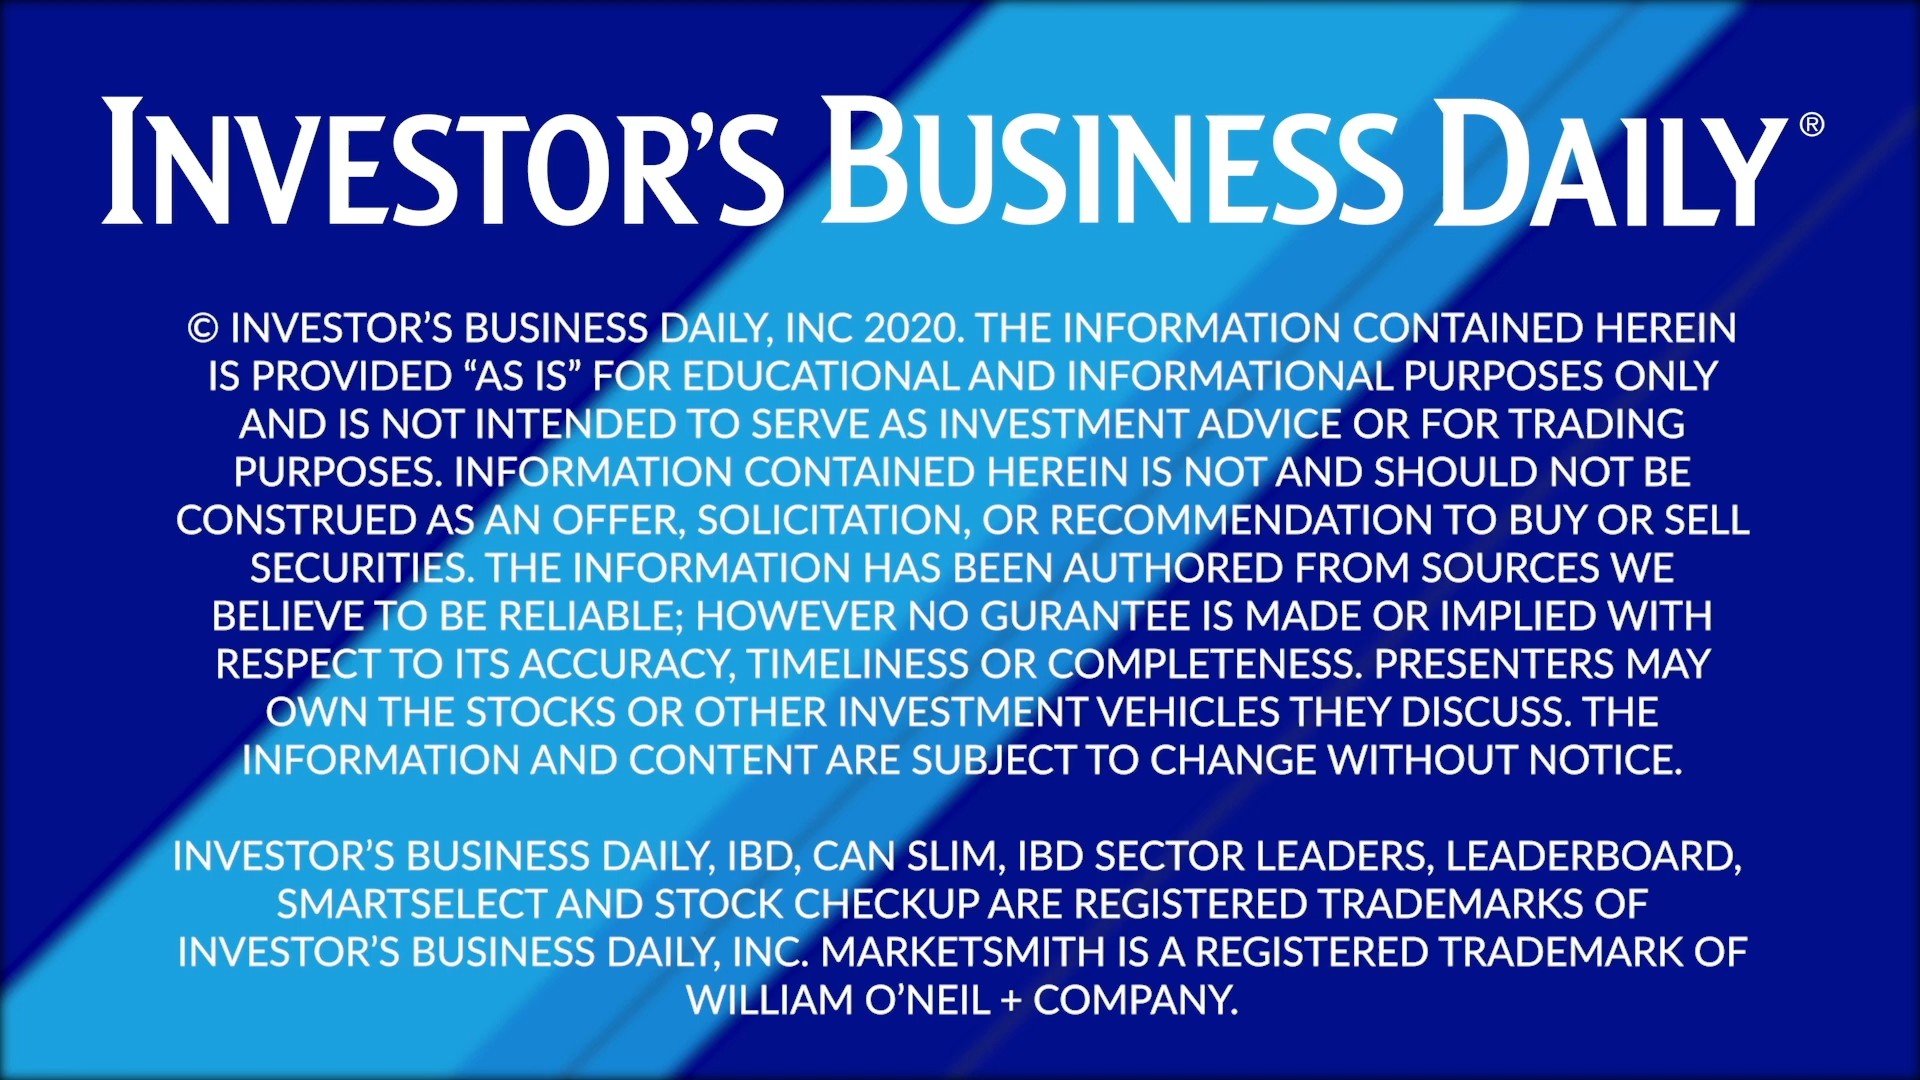 INVESTOR’S BUSINESS DAILY®
© INVESTOR’S BUSINESS DAILY, INC 2020. THE INFORMATION CONTAINED HEREIN
IS PROVIDED “AS IS” FOR EDUCATIONAL AND INFORMATIONAL PURPOSES ONLY
AND IS NOT INTENDED TO SERVE AS INVESTMENT ADVICE OR FOR TRADING
PURPOSES. INFORMATION CONTAINED HEREIN IS NOT AND SHOULD NOT BE
CONSTRUED AS AN OFFER, SOLICITATION, OR RECOMMENDATION TO BUY OR SELL
SECURITIES. THE INFORMATION HAS BEEN AUTHORED FROM SOURCES WE
BELIEVE TO BE RELIABLE; HOWEVER NO GURANTEE IS MADE OR IMPLIED WITH
RESPECT TO ITS ACCURACY, TIMELINESS OR COMPLETENESS. PRESENTERS MAY
OWN THE STOCKS OR OTHER INVESTMENT VEHICLES THEY DISCUSS. THE
INFORMATION AND CONTENT ARE SUBJECT TO CHANGE WITHOUT NOTICE.
INVESTOR’S BUSINESS DAILY, IBD, CAN SLIM, IBD SECTOR LEADERS, LEADERBOARD,
SMARTSELECT AND STOCK CHECKUP ARE REGISTERED TRADEMARKS OF
INVESTOR’S BUSINESS DAILY, INC. MARKETSMITH IS A REGISTERED TRADEMARK OF
WILLIAM O’NEIL + COMPANY.